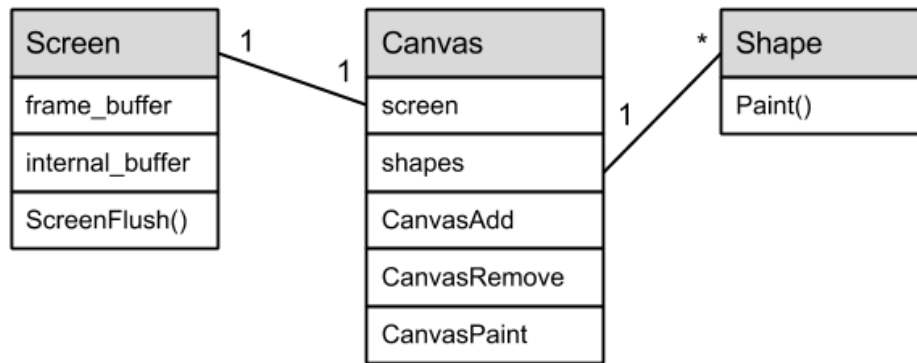 Screen
frame_buffer
internal_buffer
ScreenFlush()
1
1
Canvas
screen
shapes
CanvasAdd
CanvasRemove
CanvasPaint
1
*
Shape
Paint()